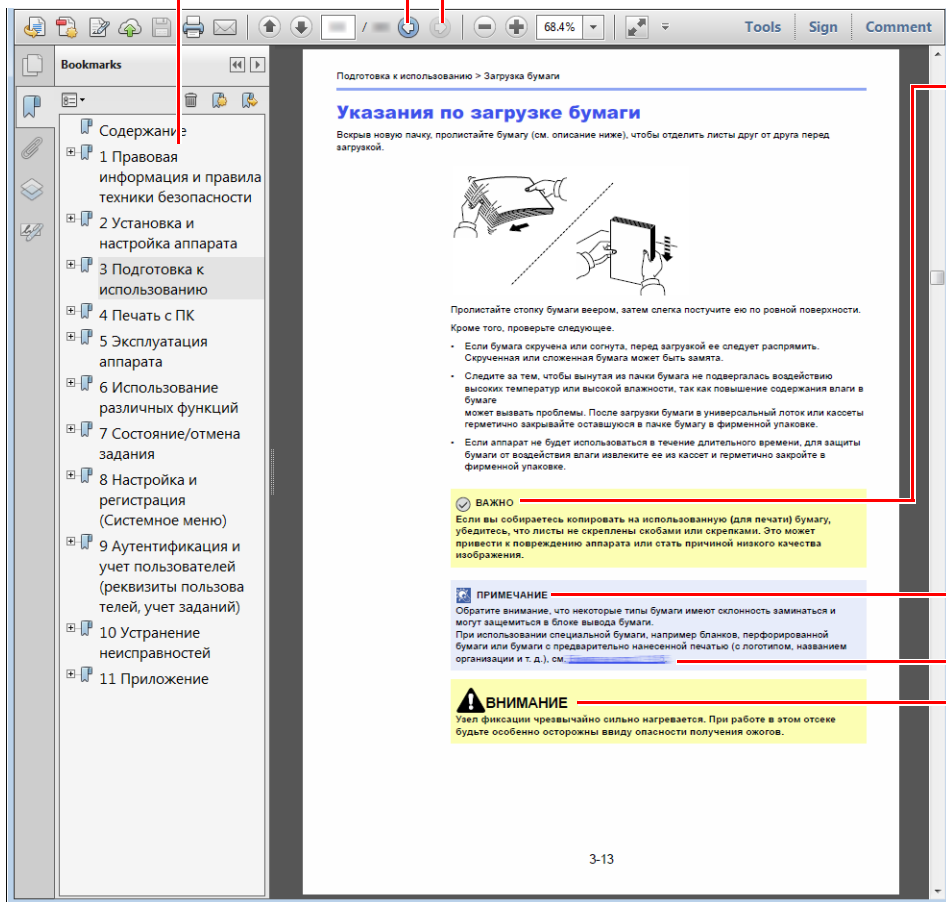 /
68.4%
Tools
Sign
Comment
Bookmarks
Содержание
1 Правовая
информация и правила
техники безопасности
2 Установка и
настройка аппарата
3 Подготовка к
использованию
4 Печать с ПК
5 Эксплуатация
аппарата
6 Использование
различных функций
7 Состояние/отмена
задания
8 Настройка и
регистрация
(Системное меню)
9 Аутентификация и
учет пользователей
(реквизиты пользова
телей, учет заданий)
10 Устранение
неисправностей
11 Приложение
Подготовка к использованию > Загрузка бумаги
Указания по загрузке бумаги
Вскрыв новую пачку, пролистайте бумагу (см. описание ниже), чтобы отделить листы друг от друга перед
загрузкой.
Пролистайте стопку бумаги веером, затем слегка постучите ею по ровной поверхности.
Кроме того, проверьте следующее.
• Если бумага скручена или согнута, перед загрузкой ее следует распрямить.
Скрученная или сложенная бумага может быть замята.
• Следите за тем, чтобы вынутая из пачки бумага не подвергалась воздействию
высоких температур или высокой влажности, так как повышение содержания влаги в
бумаге
может вызвать проблемы. После загрузки бумаги в универсальный лоток или кассеты
герметично закрывайте оставшуюся в пачке бумагу в фирменной упаковке.
• Если аппарат не будет использоваться в течение длительного времени, для защиты
бумаги от воздействия влаги извлеките ее из кассет и герметично закройте в
фирменной упаковке.
ВАЖНО
Если вы собираетесь копировать на использованную (для печати) бумагу,
убедитесь, что листы не скреплены скобами или скрепками. Это может
привести к повреждению аппарата или стать причиной низкого качества
изображения.
ПРИМЕЧАНИЕ
Обратите внимание, что некоторые типы бумаги имеют склонность заминаться и
могут защемиться в блоке вывода бумаги.
При использовании специальной бумаги, например бланков, перфорированной
бумаги или бумаги с предварительно нанесенной печатью (с логотипом, названием
организации и т. д.), см.
ВНИМАНИЕ
Узел фиксации чрезвычайно сильно нагревается. При работе в этом отсеке
будьте особенно осторожны ввиду опасности получения ожогов.
3-13